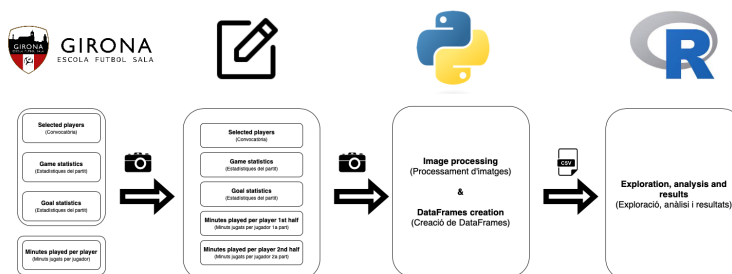 GIRONA
ESCOLA FUTBOL SALA
GIRONA
Selected players
(Convocatòria)
Game statistics
(Estadístiques del partit)
Goal statistics
(Estadístiques del partit)
Minutes played per player
(Minuts jugats per jugador)
Selected players
(Convocatòria)
Game statistics
(Estadístiques del partit)
Goal statistics
(Estadístiques del partit)
Minutes played per player 1st half
(Minuts jugats per jugador 1a part)
Minutes played per player 2nd half
(Minuts jugats per jugador 2a part)
Image processing
(Processament d'imatges)
&
DataFrames creation
(Creació de DataFrames)
CSV
R
Exploration, analysis and
results
(Exploració, anàlisi i resultats)